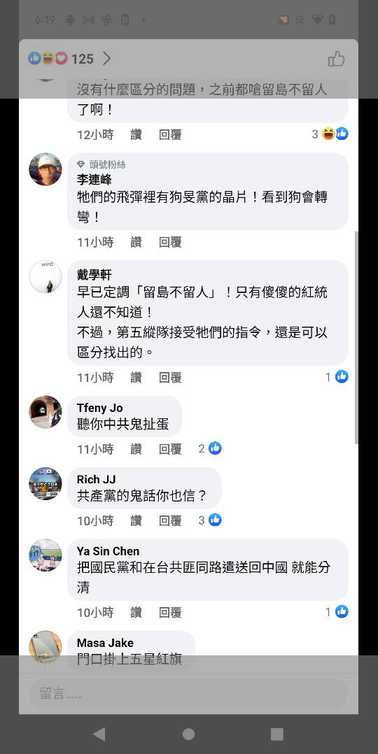 6:19
125
沒有什麼區分的問題，之前都嗆留島不留人
了啊！
12小時 讚 回覆 3
頭號粉絲
李連峰
牠們的飛彈裡有狗旻黨的晶片！看到狗會轉
彎！
11小時 讚 回覆
戴學軒
早已定調「留島不留人」！只有傻傻的紅統
人還不知道！
不過，第五縱隊接受牠們的指令，還是可以
區分找出的。
11小時 讚 回覆 1
Tfeny Jo
聽你中共鬼扯蛋
11小時 讚 回覆 2
Rich JJ
共產黨的鬼話你也信？
10小時 讚 回覆 3
Ya Sin Chen
把國民黨和在台共匪同路遣送回中國 就能分
清
10小時 讚 回覆 1
Masa Jake
門口掛上五星紅旗
留言.....